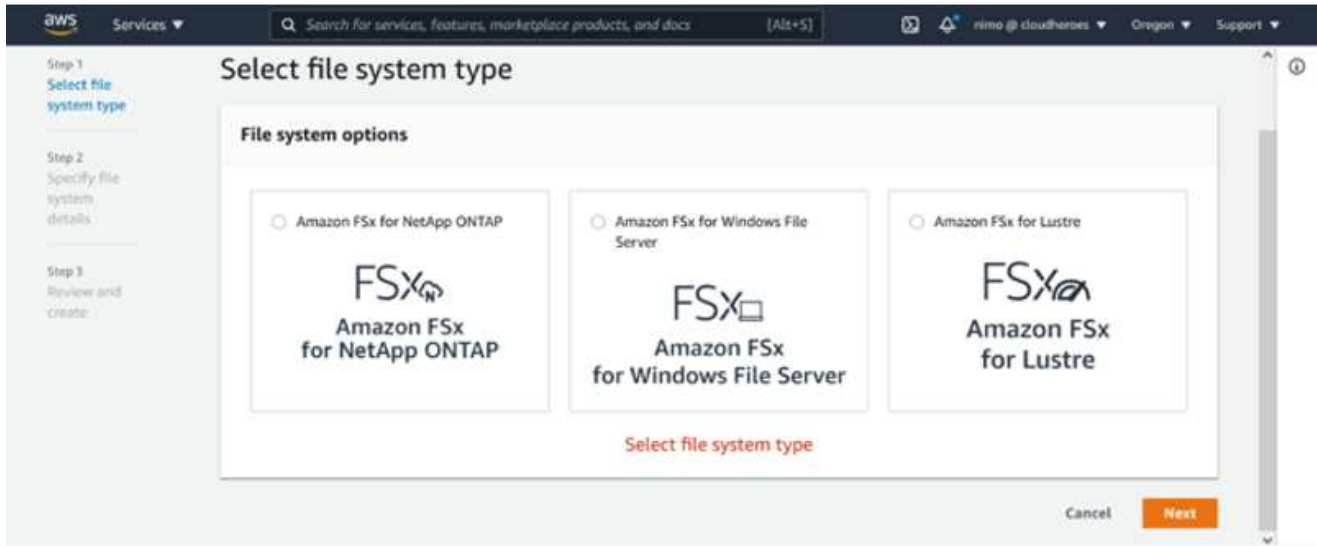 aws
Services ▼
Search for services, features, marketplace products, and docs
[Alt+S]
nimo @ cloudheroes ▼
Oregon ▼
Support ▼
Step 1
Select file
system type
Step 2
Specify file
system
details
Step 3
Review and
create
Select file system type
File system options
Amazon FSx for NetApp ONTAP
FSx N
Amazon FSx
for NetApp ONTAP
Amazon FSx for Windows File
Server
FSx
Amazon FSx
for Windows File Server
Amazon FSx for Lustre
FSx
Amazon FSx
for Lustre
Select file system type
Cancel
Next